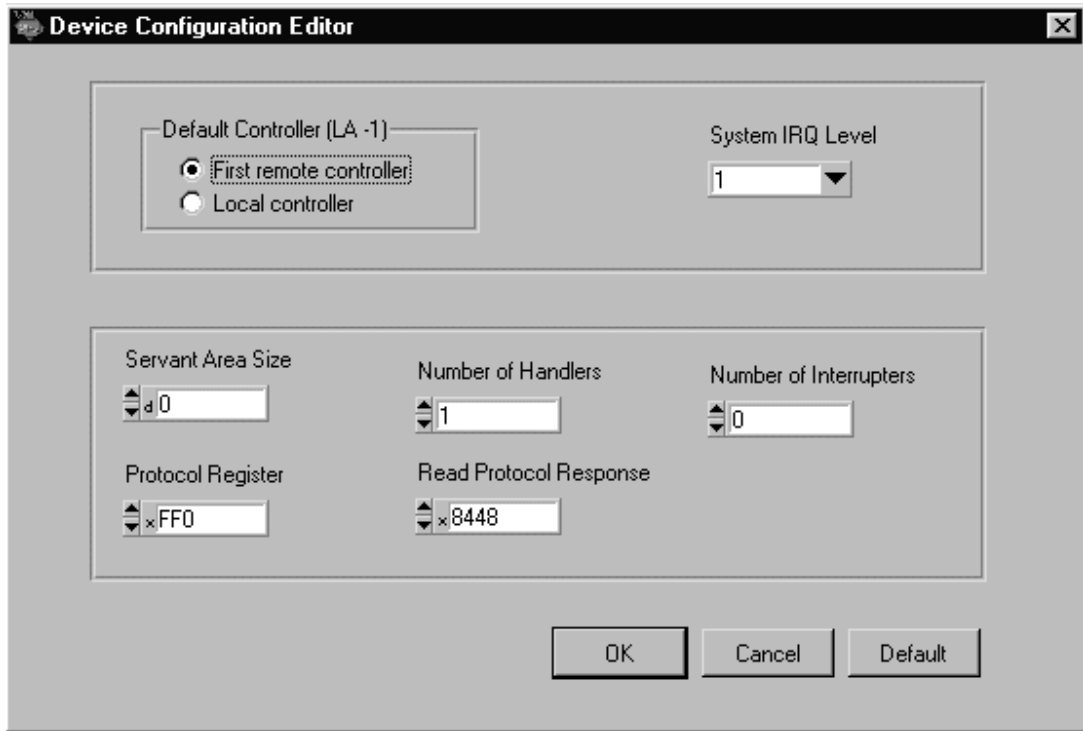 Device Configuration Editor
Default Controller (LA -1)
First remote controller
Local controller
System IRQ Level
1
Servant Area Size
d 0
Number of Handlers
1
Number of Interrupters
0
Protocol Register
x FF0
Read Protocol Response
x 8448
OK
Cancel
Default